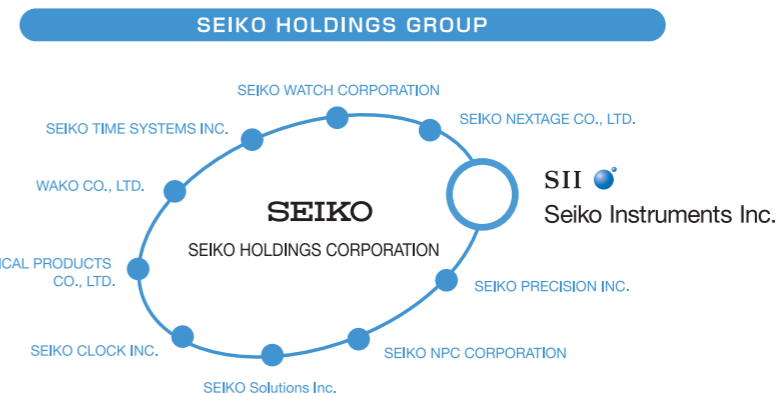 SEIKO HOLDINGS GROUP
SEIKO WATCH CORPORATION
SEIKO NEXTAGE CO., LTD.
SEIKO TIME SYSTEMS INC.
WAKO CO., LTD.
SII
Seiko Instruments Inc.
SEIKO
SEIKO HOLDINGS CORPORATION
PRODUCTS
CO., LTD.
SEIKO PRECISION INC.
SEIKO CLOCK INC.
SEIKO NPC CORPORATION
SEIKO Solutions Inc.